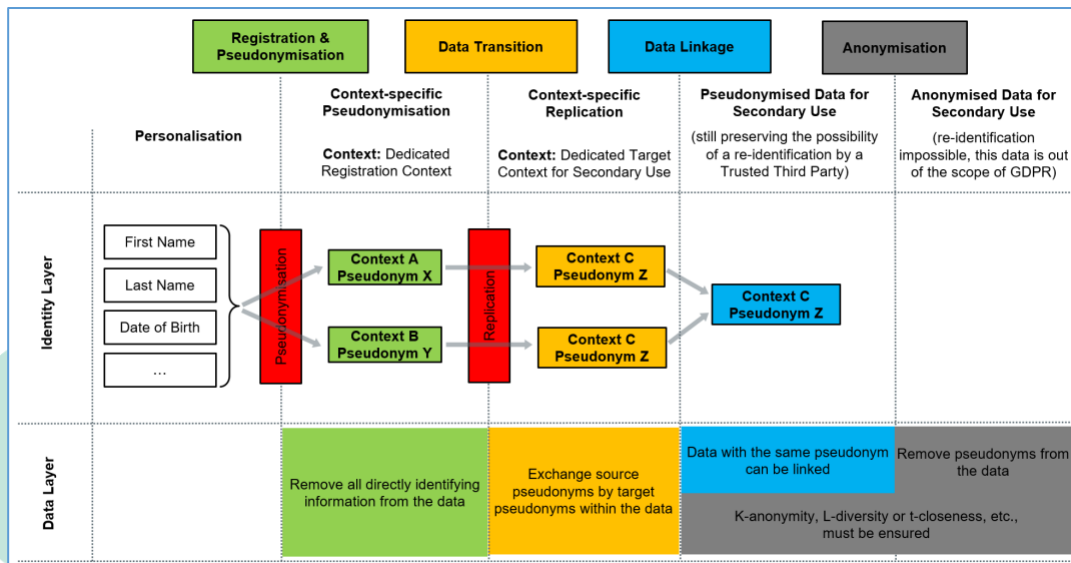 Registration &
Pseudonymisation
Data Transition
Data Linkage
Anonymisation
Personalisation
Context-specific
Pseudonymisation
Context: Dedicated
Registration Context
Context-specific
Replication
Context: Dedicated Target
Context for Secondary Use
Pseudonymised Data for
Secondary Use
(still preserving the possibility
of a re-identification by a
Trusted Third Party)
Anonymised Data for
Secondary Use
(re-identification
impossible, this data is out
of the scope of GDPR)
Identity Layer
First Name
Last Name
Date of Birth
...
Pseudonymisation
Context A
Pseudonym X
Context B
Pseudonym Y
Replication
Context C
Pseudonym Z
Context C
Pseudonym Z
Context C
Pseudonym Z
Data Layer
Remove all directly identifying
information from the data
Exchange source
pseudonyms by target
pseudonyms within the data
Data with the same pseudonym
can be linked
Remove pseudonyms from
the data
K-anonymity, L-diversity or t-closeness, etc.,
must be ensured